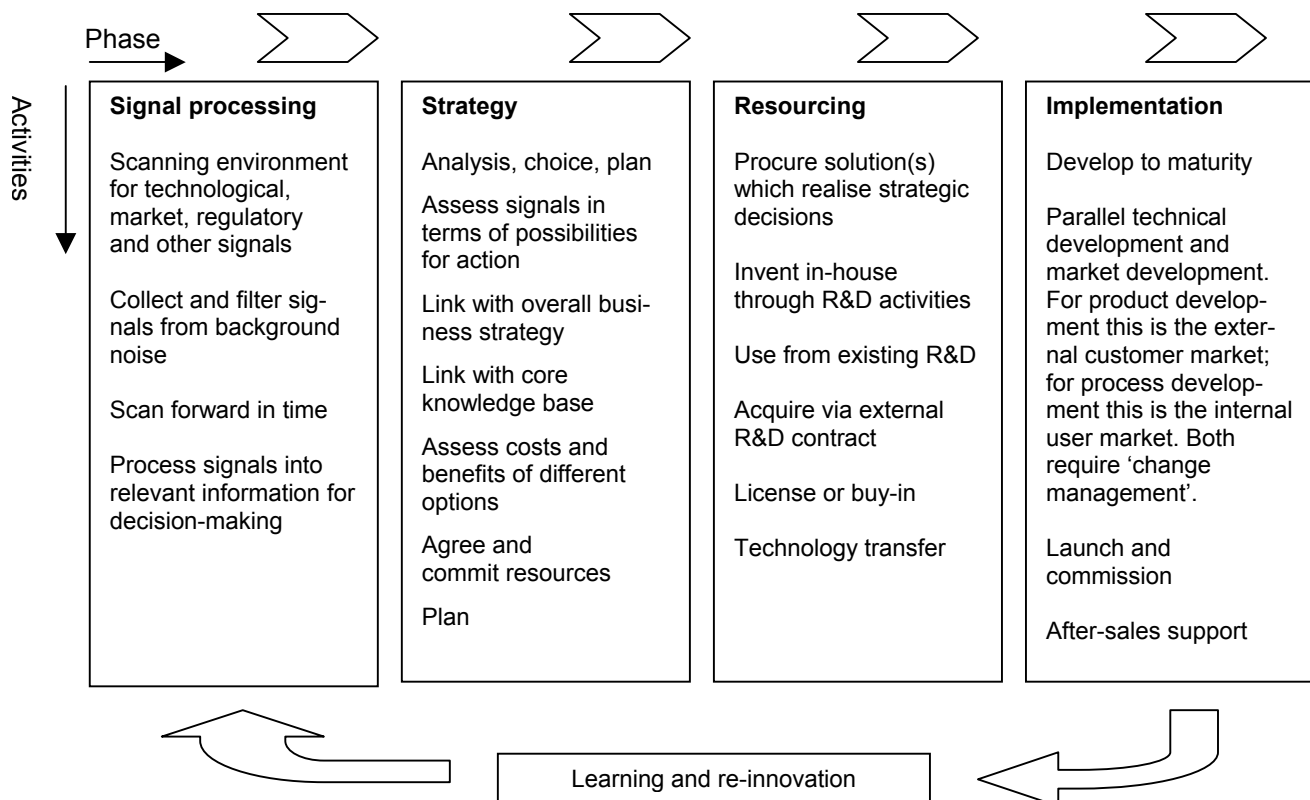 Phase
Activities
Signal processing
Scanning environment
for technological,
market, regulatory
and other signals
Collect and filter sig-
nals from background
noise
Scan forward in time
Process signals into
relevant information for
decision-making
Strategy
Analysis, choice, plan
Assess signals in
terms of possibilities
for action
Link with overall busi-
ness strategy
Link with core
knowledge base
Assess costs and
benefits of different
options
Agree and
commit resources
Plan
Resourcing
Procure solution(s)
which realise strategic
decisions
Invent in-house
through R&D activities
Use from existing R&D
Acquire via external
R&D contract
License or buy-in
Technology transfer
Implementation
Develop to maturity
Parallel technical
development and
market development.
For product develop-
ment this is the exter-
nal customer market;
for process develop-
ment this is the internal
user market. Both
require ‘change
management’.
Launch and
commission
After-sales support
Learning and re-innovation